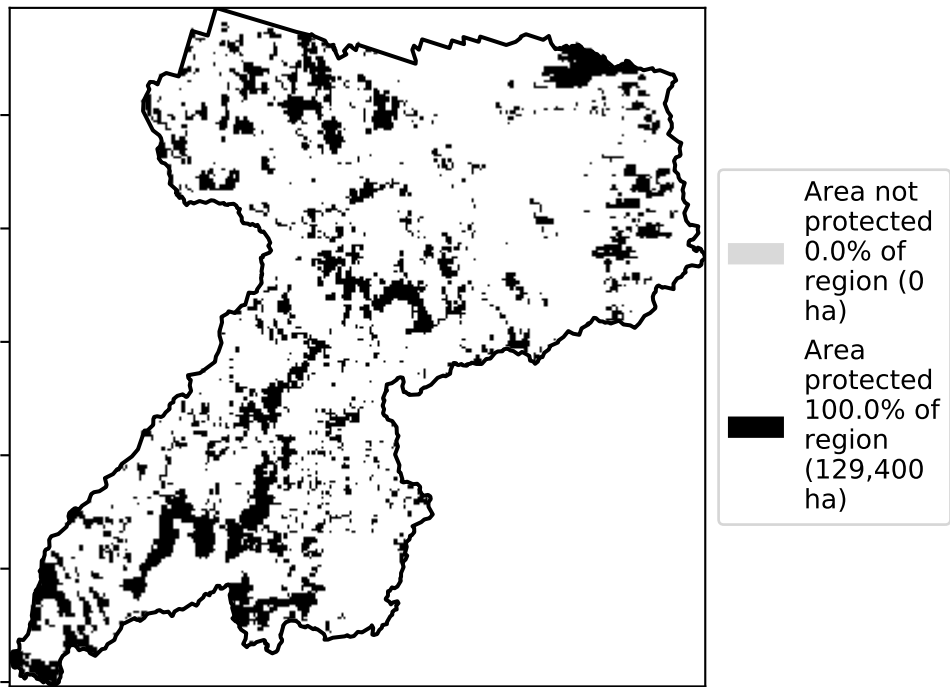 Area not
protected
0.0% of
region (0
ha)
Area
protected
100.0% of
region
(129,400
ha)